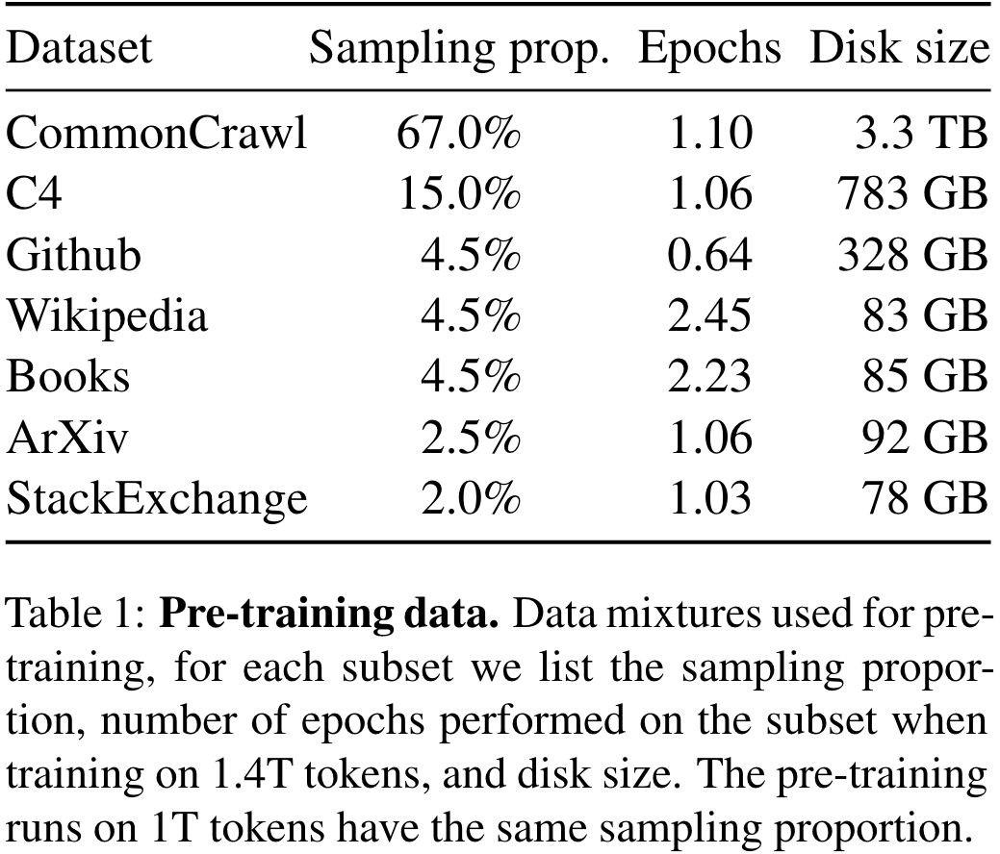 Dataset Sampling prop. Epochs Disk size
CommonCrawl 67.0% 1.10 3.3 TB
C4 15.0% 1.06 783 GB
Github 4.5% 0.64 328 GB
Wikipedia 4.5% 2.45 83 GB
Books 4.5% 2.23 85 GB
ArXiv 2.5% 1.06 92 GB
StackExchange 2.0% 1.03 78 GB
Table 1: Pre-training data. Data mixtures used for pre-
training, for each subset we list the sampling propor-
tion, number of epochs performed on the subset when
training on 1.4T tokens, and disk size. The pre-training
runs on 1T tokens have the same sampling proportion.